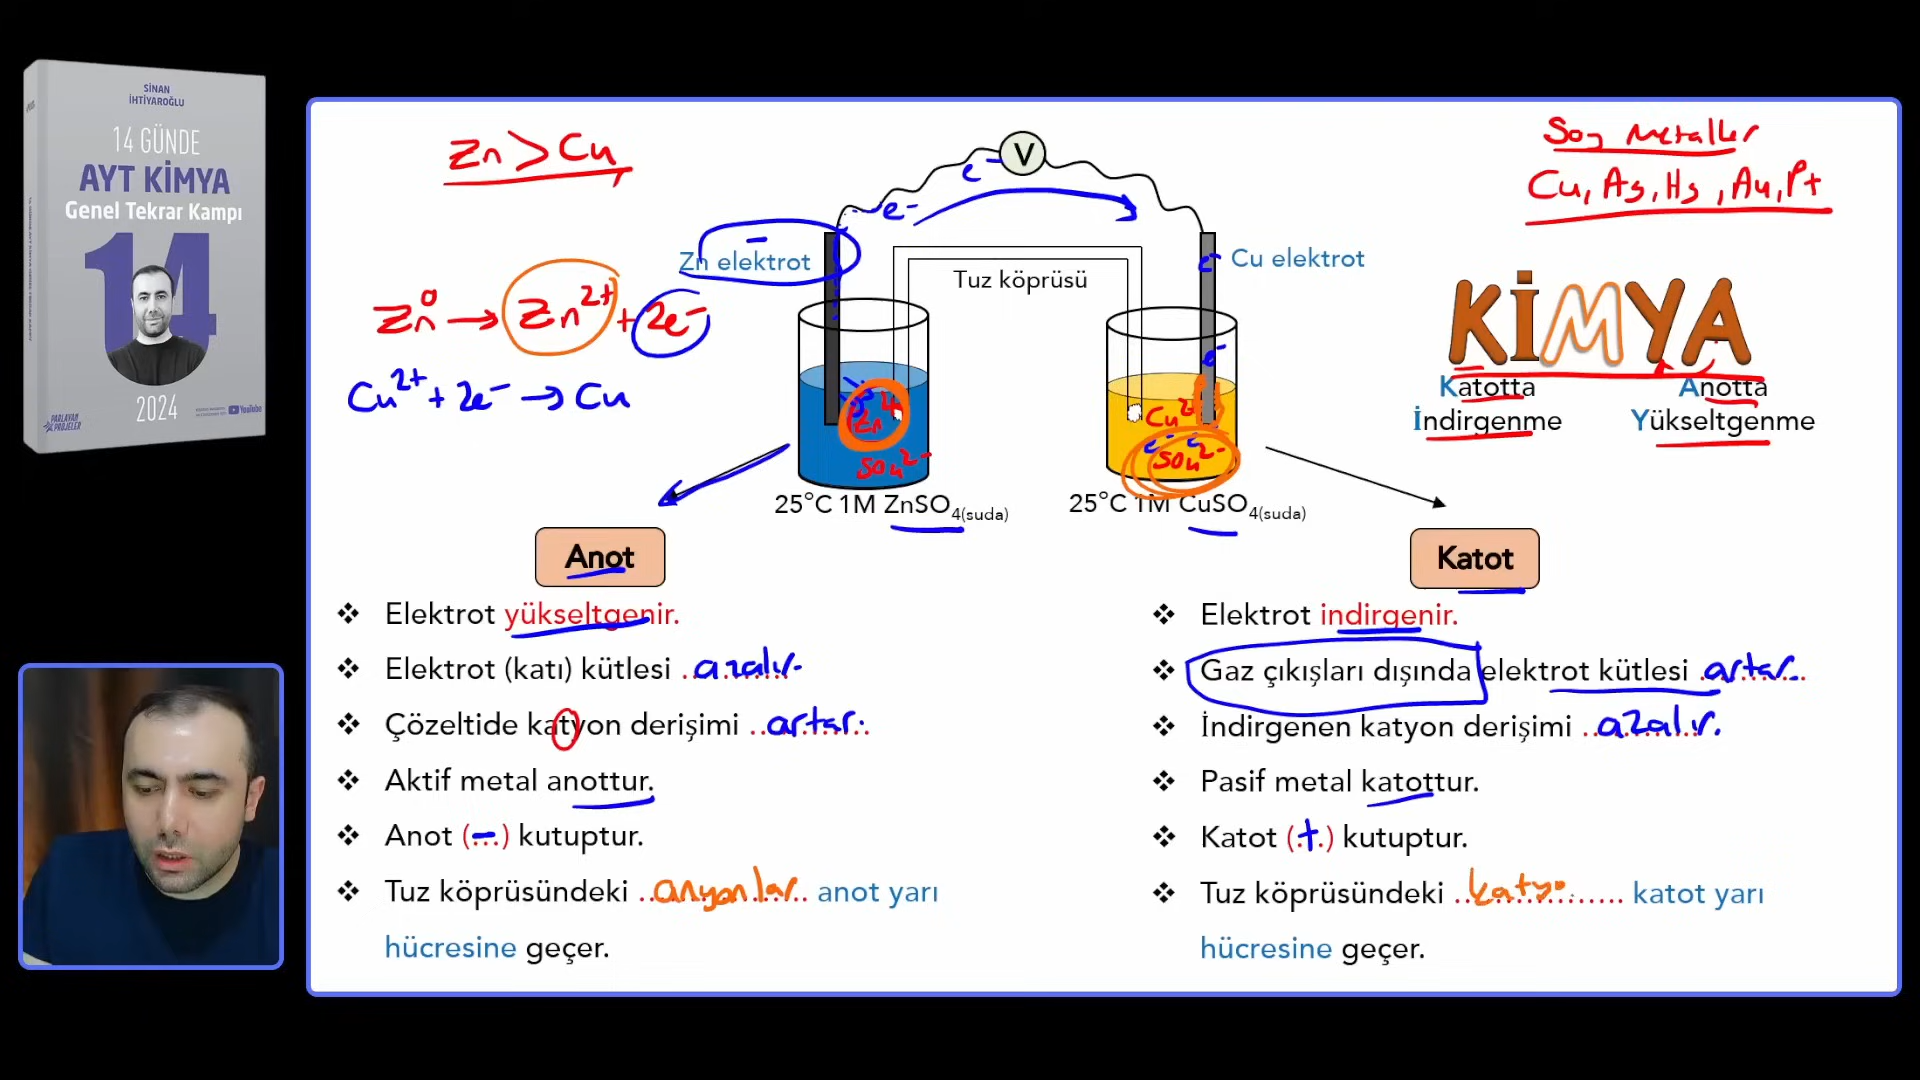 SİNAN
İHTİYAROĞLU
14 GÜNDE
AYT KİMYA
Genel Tekrar Kampı
14
2024
PARLAYAN
PROJELER
YouTube
Zn > Cu
Zn⁰ → Zn²⁺ + 2e⁻
Cu²⁺ + 2e⁻ → Cu
V
e⁻
e⁻
−
Zn elektrot
Tuz köprüsü
e⁻
Cu elektrot
e⁻
Zn
SO₄²⁻
Cu²
SO₄²⁻
25°C 1M ZnSO₄(suda)
25°C 1M CuSO₄(suda)
Soy Metaller
Cu, Ag, Hg, Au, Pt
KİMYA
Katotta
İndirgenme
Anotta
Yükseltgenme
Anot
❖ Elektrot yükseltgenir.
❖ Elektrot (katı) kütlesi azalır.
❖ Çözeltide katyon derişimi artar.
❖ Aktif metal anottur.
❖ Anot (−) kutuptur.
❖ Tuz köprüsündeki anyonlar anot yarı
hücresine geçer.
Katot
❖ Elektrot indirgenir.
❖ Gaz çıkışları dışında elektrot kütlesi artar
❖ İndirgenen katyon derişimi azalır.
❖ Pasif metal katottur.
❖ Katot (+) kutuptur.
❖ Tuz köprüsündeki katyo katot yarı
hücresine geçer.